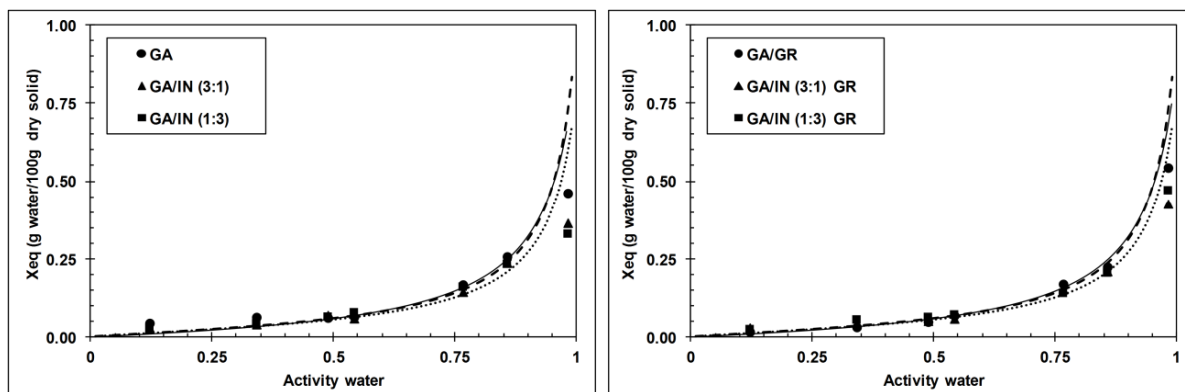 1.00
0.75
0.50
0.25
0.00
Xeq (g water/100g dry solid)
GA
GA/IN (3:1)
GA/IN (1:3)
0
0.25
0.5
0.75
1
Activity water
1.00
0.75
0.50
0.25
0.00
Xeq (g water/100g dry solid)
GA/GR
GA/IN (3:1) GR
GA/IN (1:3) GR
0
0.25
0.5
0.75
1
Activity water